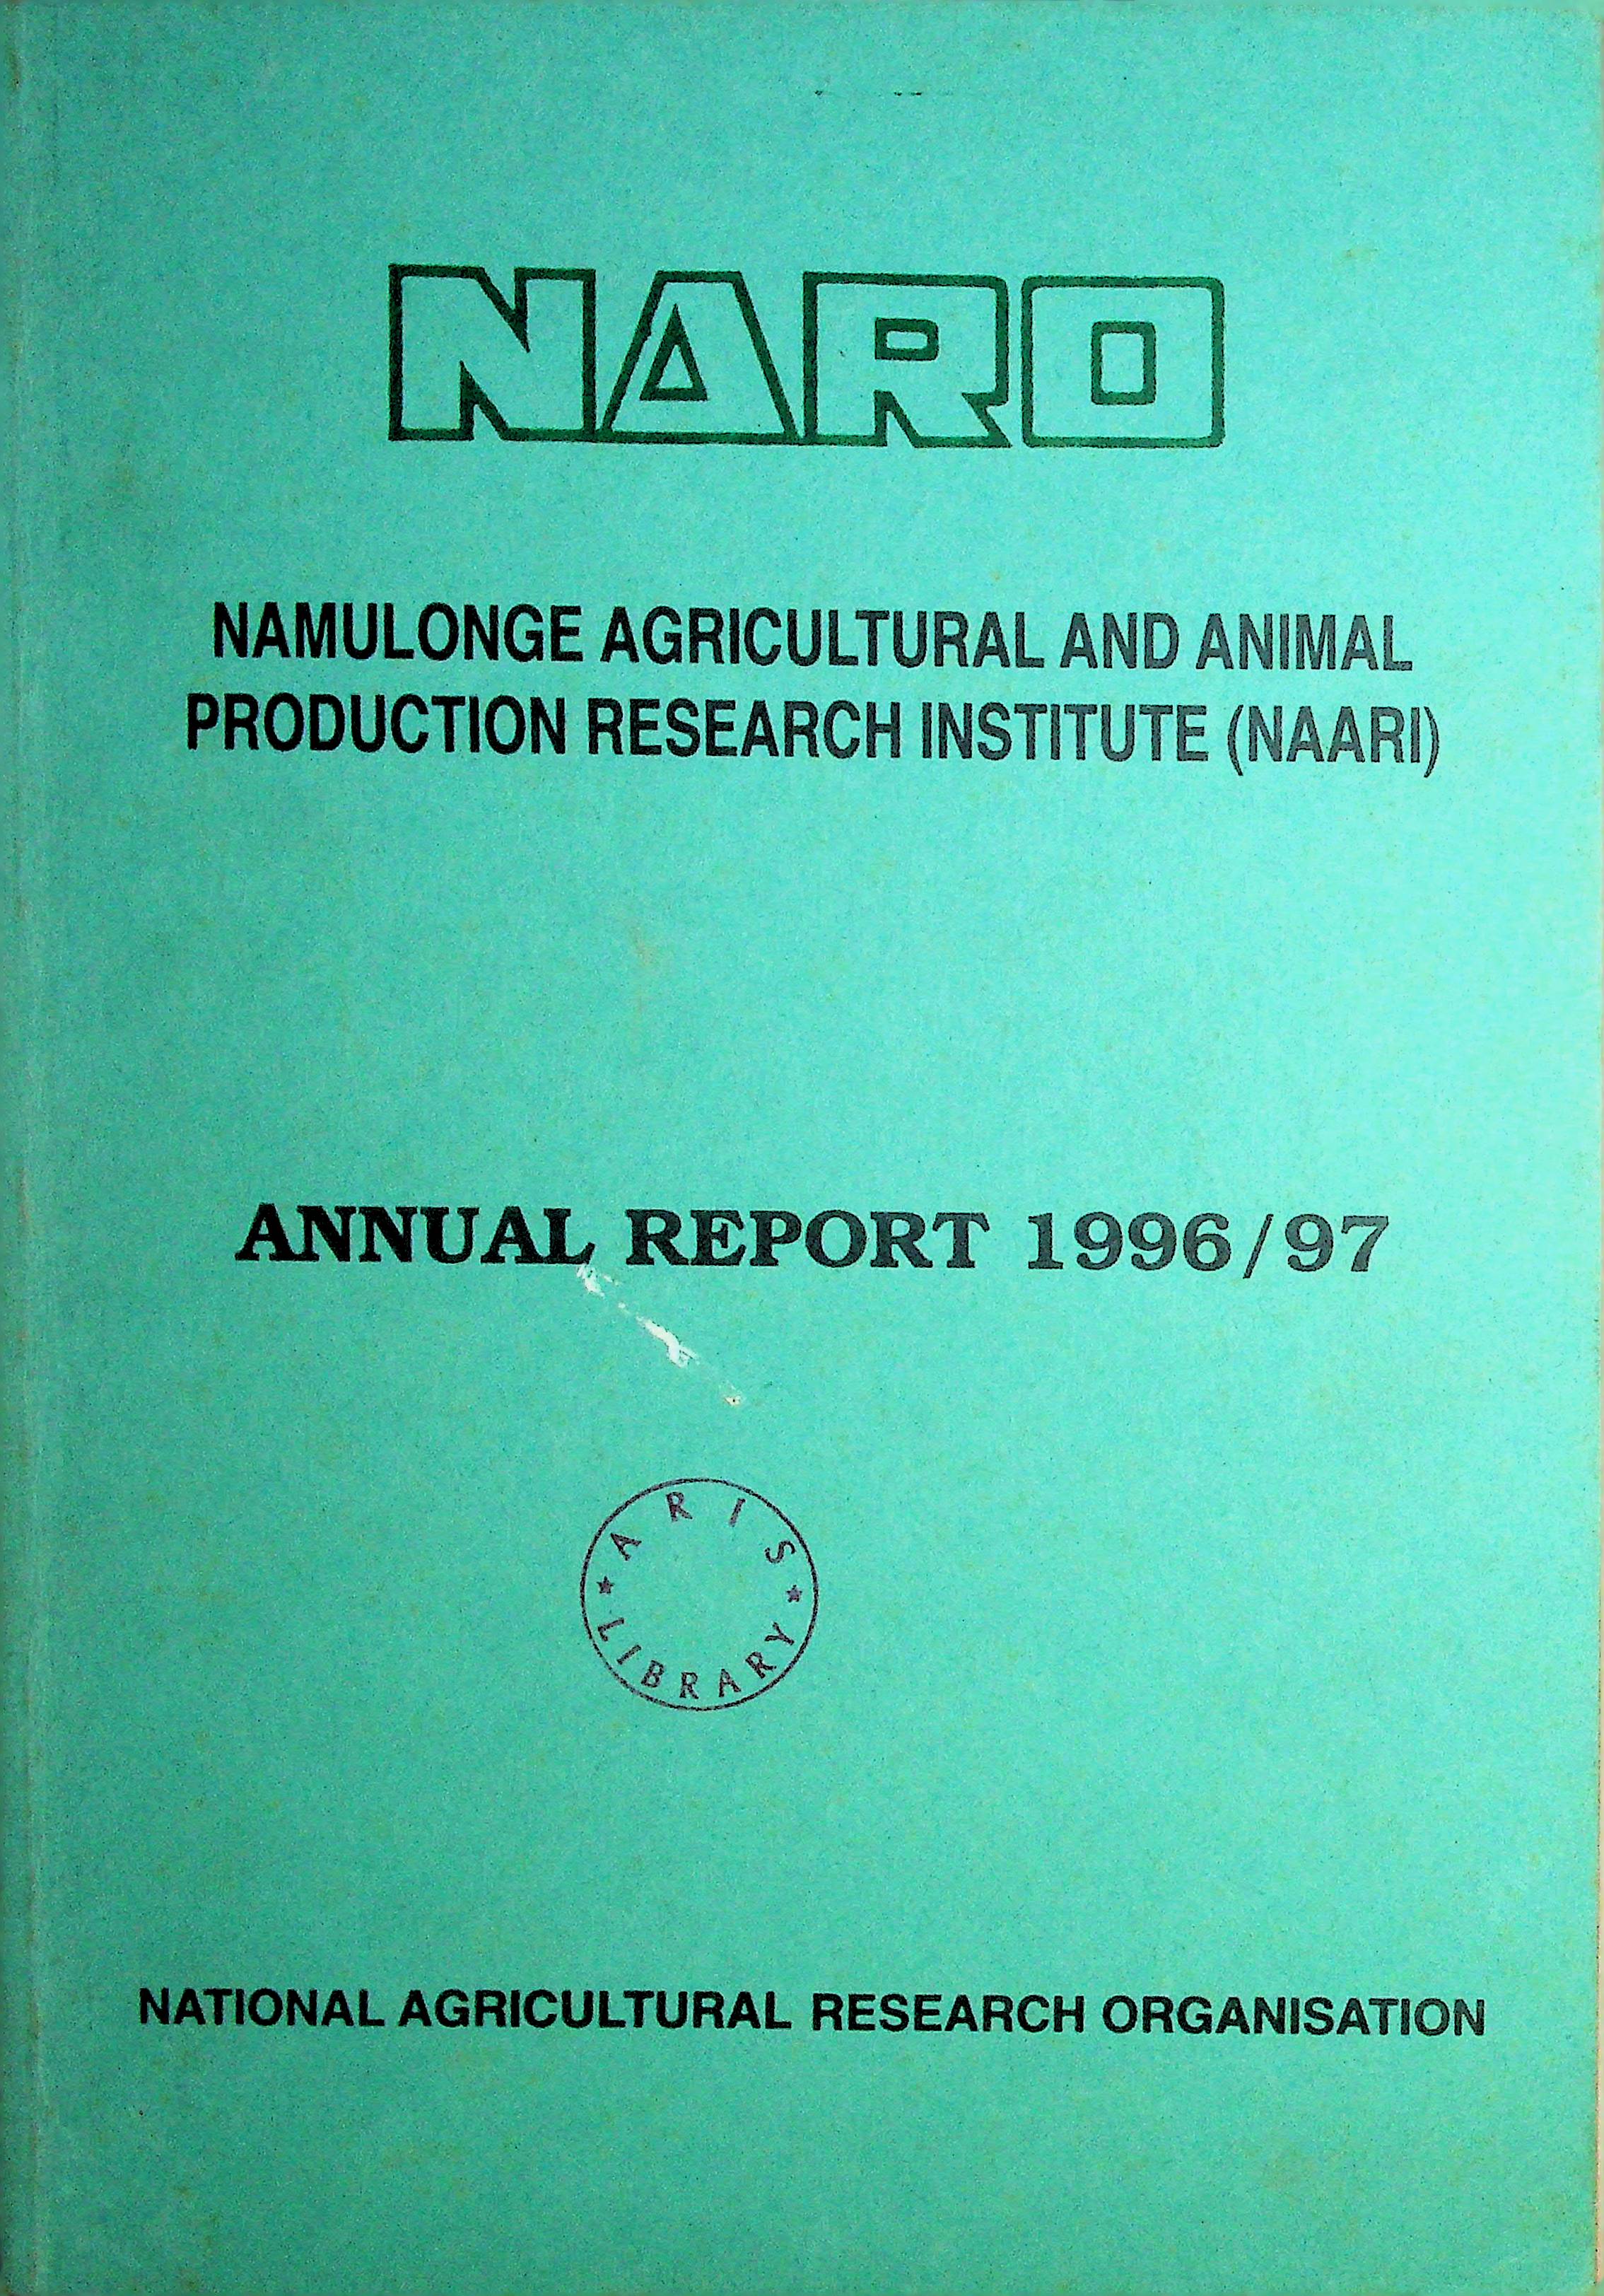 NARO
NAMULONGE AGRICULTURAL AND ANIMAL
PRODUCTION RESEARCH INSTITUTE (NAARI)
ANNUAL REPORT 1996/97
ARIS
LIBRARY
NATIONAL AGRICULTURAL RESEARCH ORGANISATION